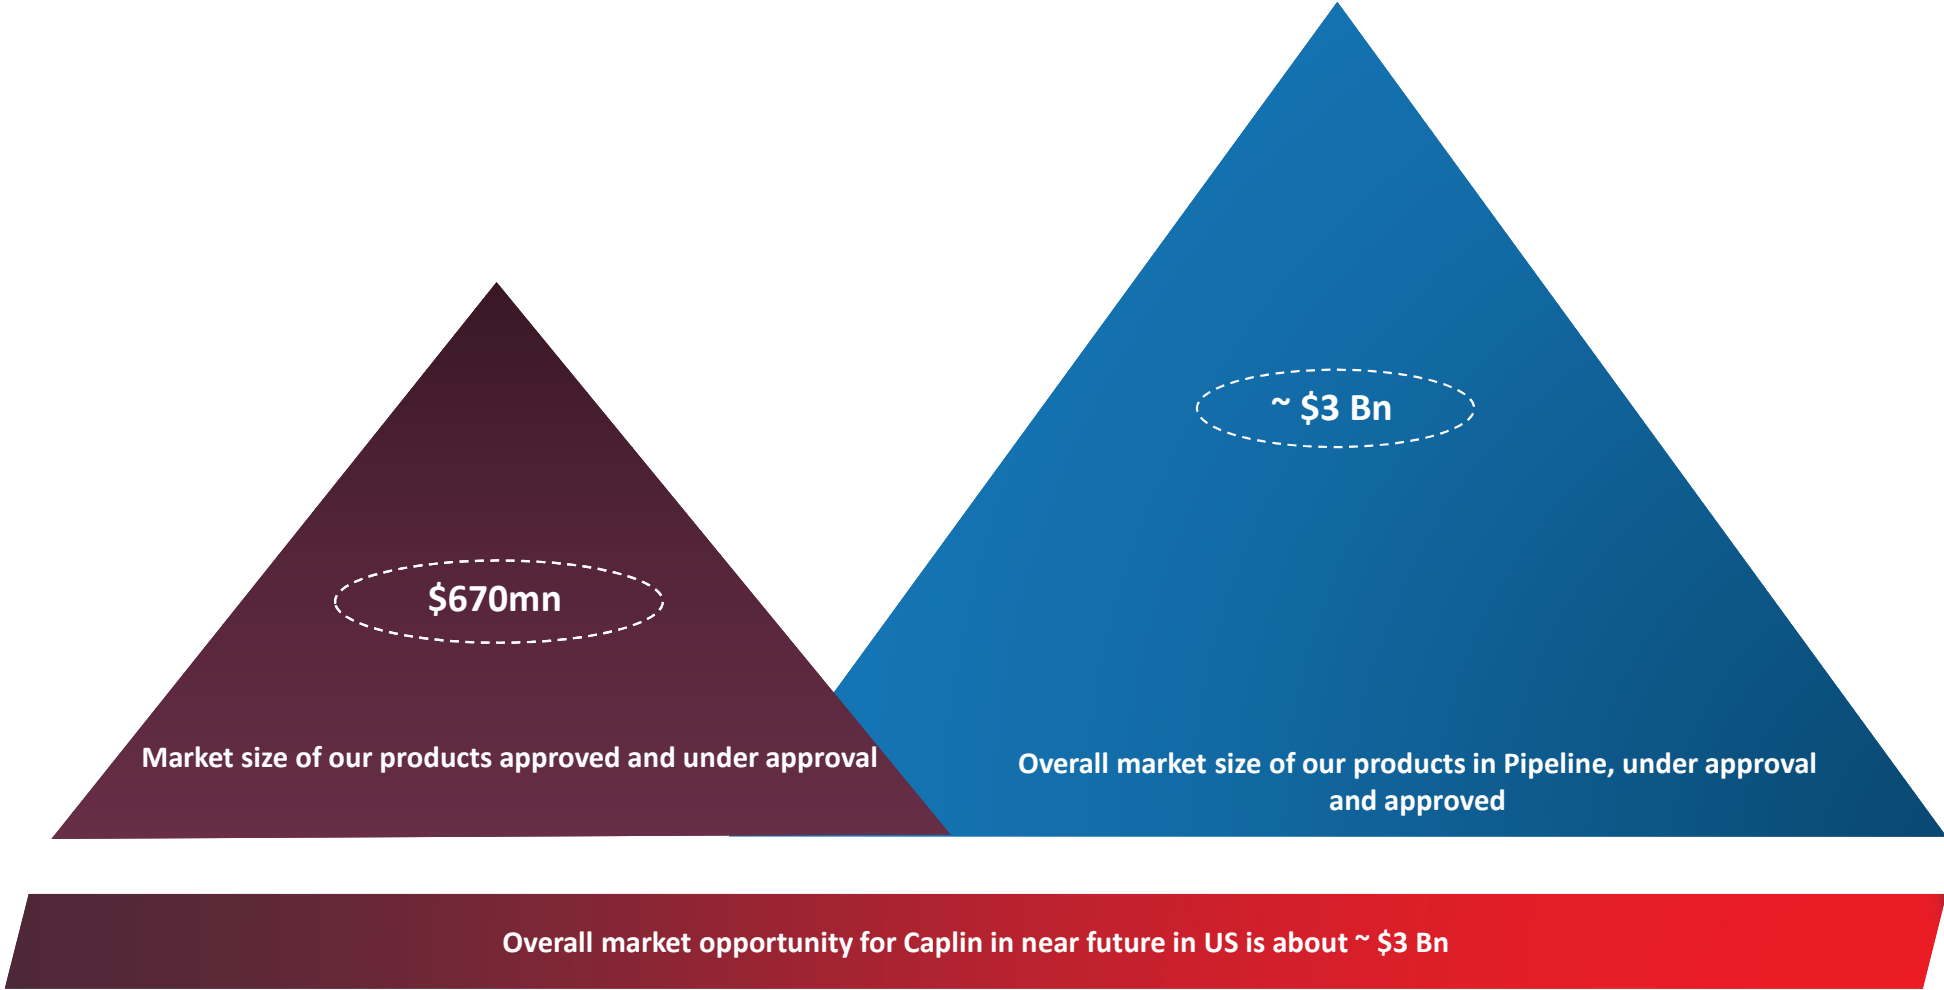 ~ $3 Bn
$670mn
Market size of our products approved and under approval
Overall market size of our products in Pipeline, under approval
and approved
Overall market opportunity for Caplin in near future in US is about ~ $3 Bn